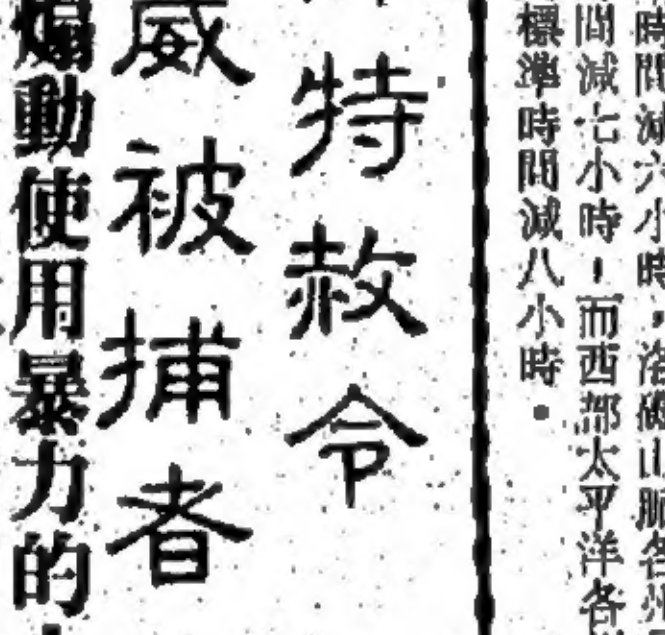 時間減六小時，洛磯山脈各州
間減七小時，而西部太平洋各
標準時間減八小時。
特赦令
威被捕者
煽動使用暴力的